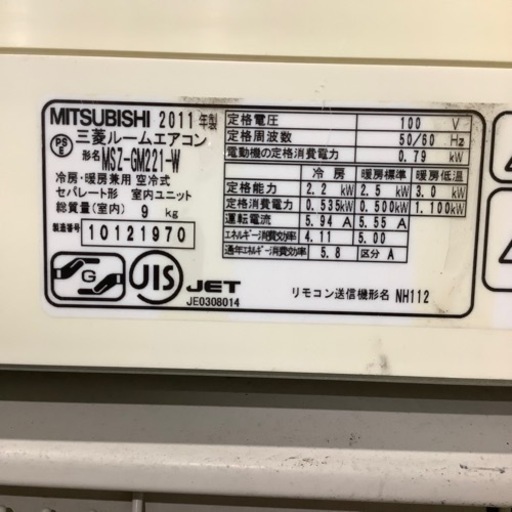 MITSUBISHI 2011 年製
PS E
三菱ルームエアコン
形名 MSZ-GM221-W
冷房・暖房兼用 空冷式
セパレート形 室内ユニット
総質量(室内) 9 kg
製造番号 10121970
G
JIS JET
JE0308014
定格電圧 100 V
定格周波数 50/60 Hz
電動機の定格消費電力 0.79 kW
冷 房 暖房標準 暖房低温
定格能力 2.2 kW 2.5 kW 3.0 kW
定格消費電力 0.535kW 0.500kW 1.100kW
運転電流 5.94 A 5.55 A
エネルギー消費効率 4.11 5.00
通年エネルギー消費効率 5.8 区分 A
リモコン送信機形名 NH112